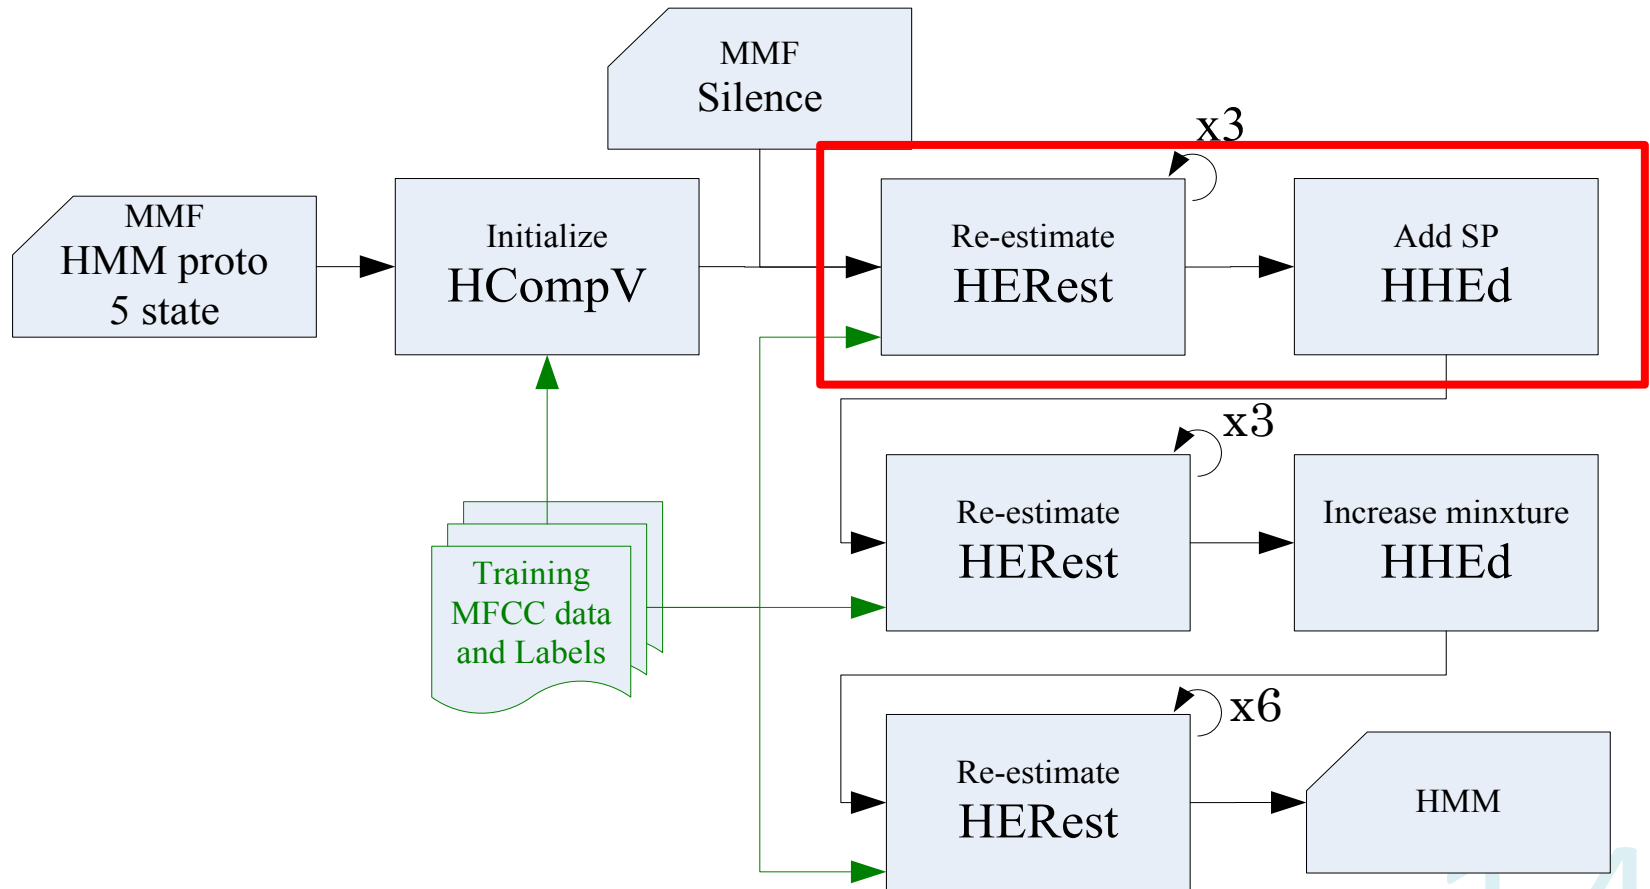 MMF
Silence
x3
MMF
HMM proto
5 state
Initialize
HCompV
Re-estimate
HERest
Add SP
HHEd
x3
Re-estimate
HERest
Increase minxture
HHEd
Training
MFCC data
and Labels
x6
Re-estimate
HERest
HMM